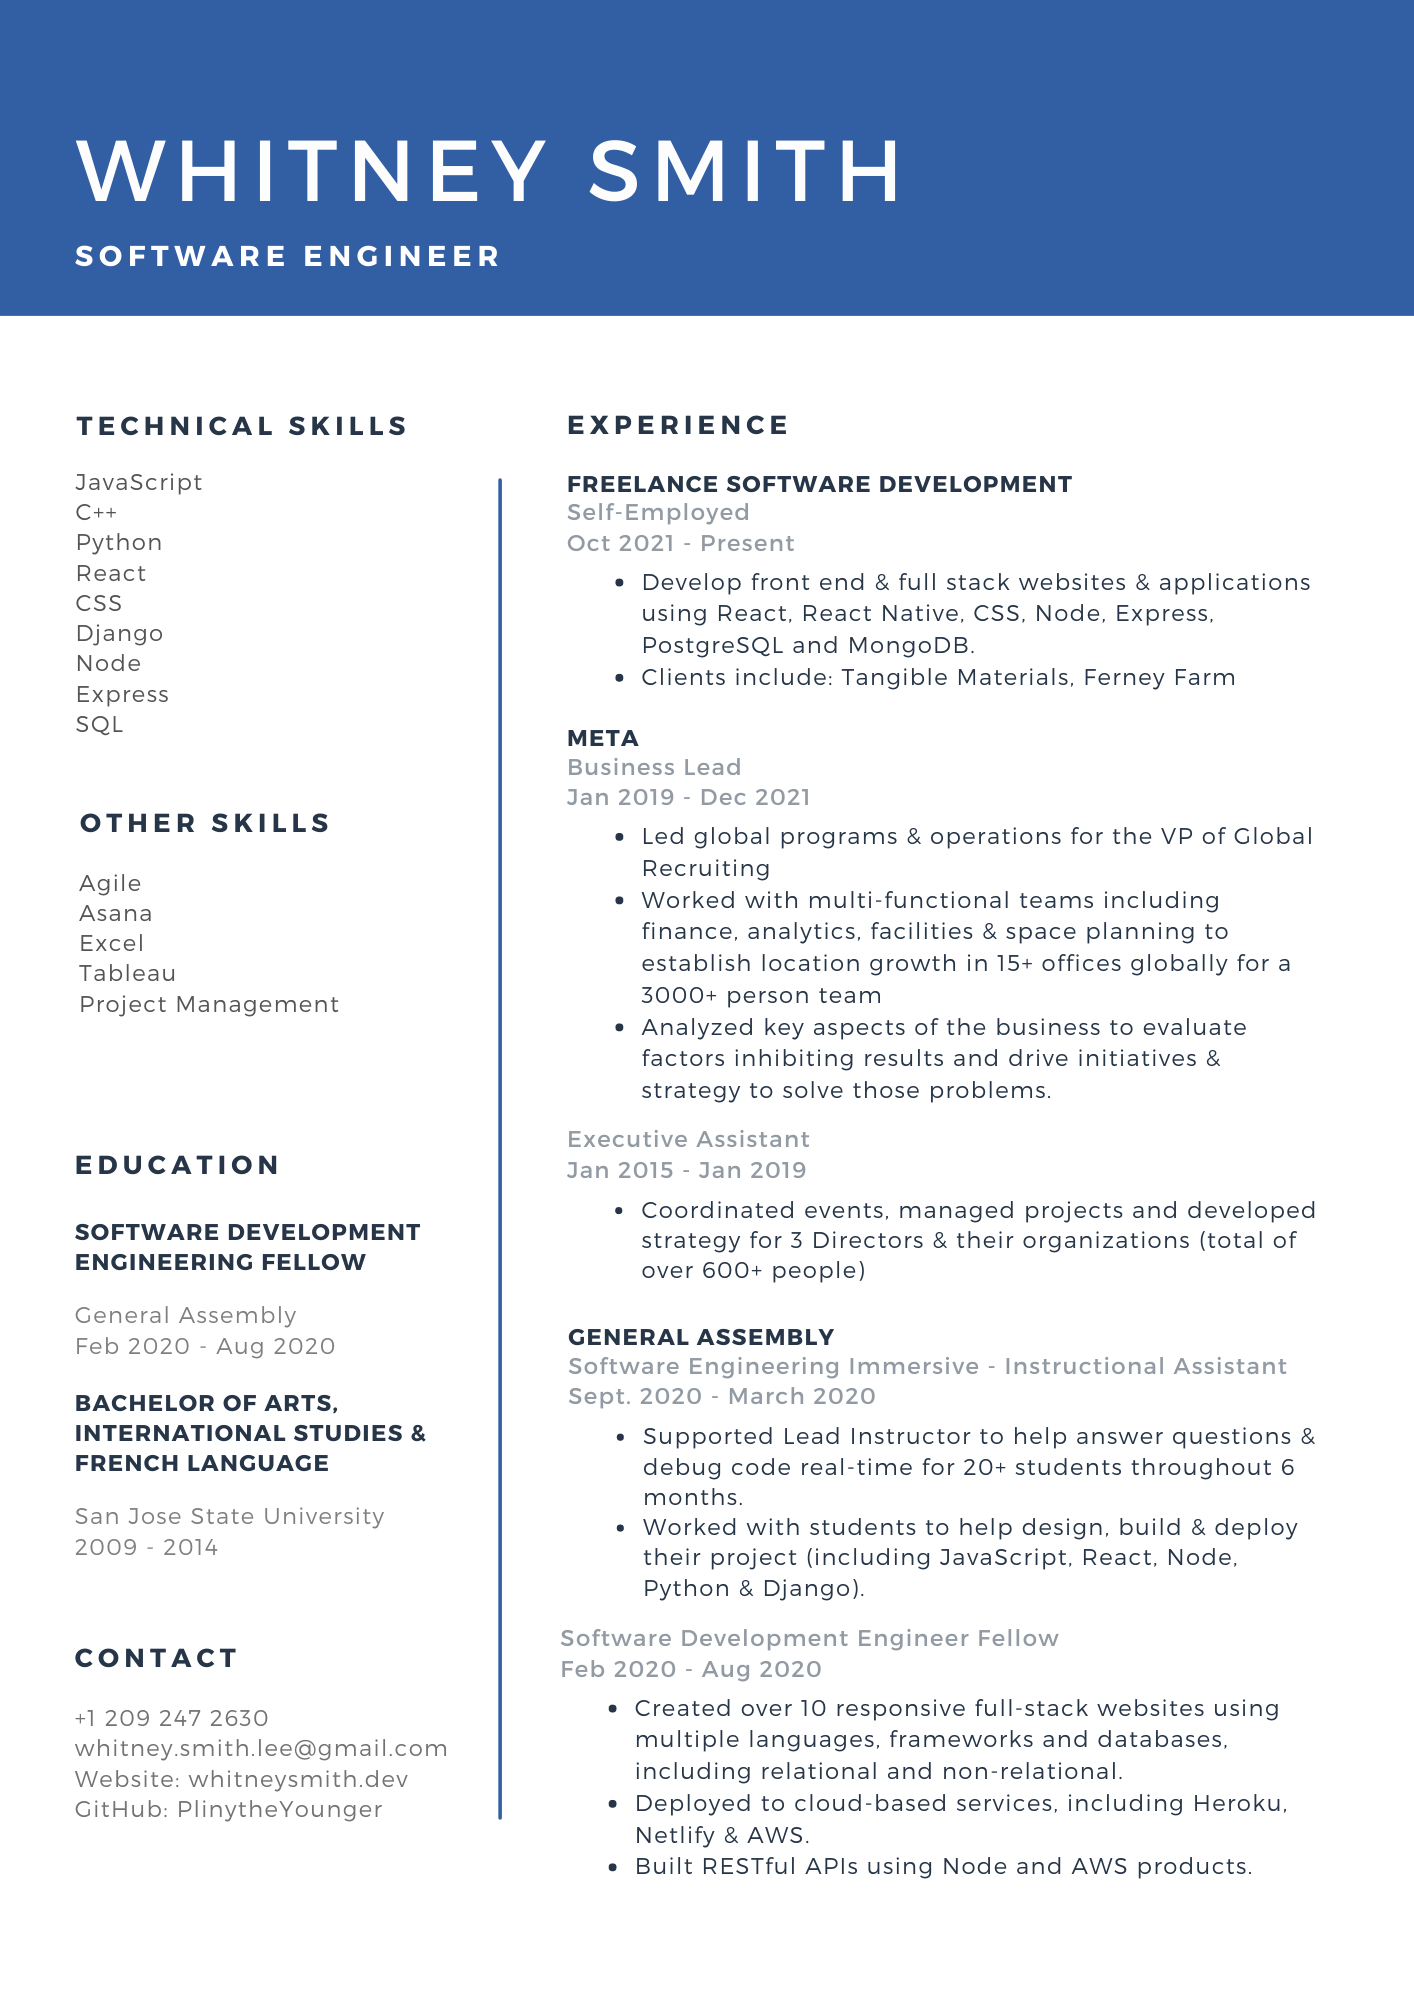 WHITNEY SMITH
SOFTWARE ENGINEER
TECHNICAL SKILLS
JavaScript
C++
Python
React
CSS
Django
Node
Express
SQL
OTHER SKILLS
Agile
Asana
Excel
Tableau
Project Management
EDUCATION
SOFTWARE DEVELOPMENT
ENGINEERING FELLOW
General Assembly
Feb 2020 - Aug 2020
BACHELOR OF ARTS,
INTERNATIONAL STUDIES &
FRENCH LANGUAGE
San Jose State University
2009 - 2014
CONTACT
+1 209 247 2630
whitney.smith.lee@gmail.com
Website: whitneysmith.dev
GitHub: PlinytheYounger
EXPERIENCE
FREELANCE SOFTWARE DEVELOPMENT
Self-Employed
Oct 2021 - Present
• Develop front end & full stack websites & applications
using React, React Native, CSS, Node, Express,
PostgreSQL and MongoDB.
• Clients include: Tangible Materials, Ferney Farm
META
Business Lead
Jan 2019 - Dec 2021
• Led global programs & operations for the VP of Global
Recruiting
• Worked with multi-functional teams including
finance, analytics, facilities & space planning to
establish location growth in 15+ offices globally for a
3000+ person team
• Analyzed key aspects of the business to evaluate
factors inhibiting results and drive initiatives &
strategy to solve those problems.
Executive Assistant
Jan 2015 - Jan 2019
• Coordinated events, managed projects and developed
strategy for 3 Directors & their organizations (total of
over 600+ people)
GENERAL ASSEMBLY
Software Engineering Immersive - Instructional Assistant
Sept. 2020 - March 2020
• Supported Lead Instructor to help answer questions &
debug code real-time for 20+ students throughout 6
months.
• Worked with students to help design, build & deploy
their project (including JavaScript, React, Node,
Python & Django).
Software Development Engineer Fellow
Feb 2020 - Aug 2020
• Created over 10 responsive full-stack websites using
multiple languages, frameworks and databases,
including relational and non-relational.
• Deployed to cloud-based services, including Heroku,
Netlify & AWS.
• Built RESTful APIs using Node and AWS products.